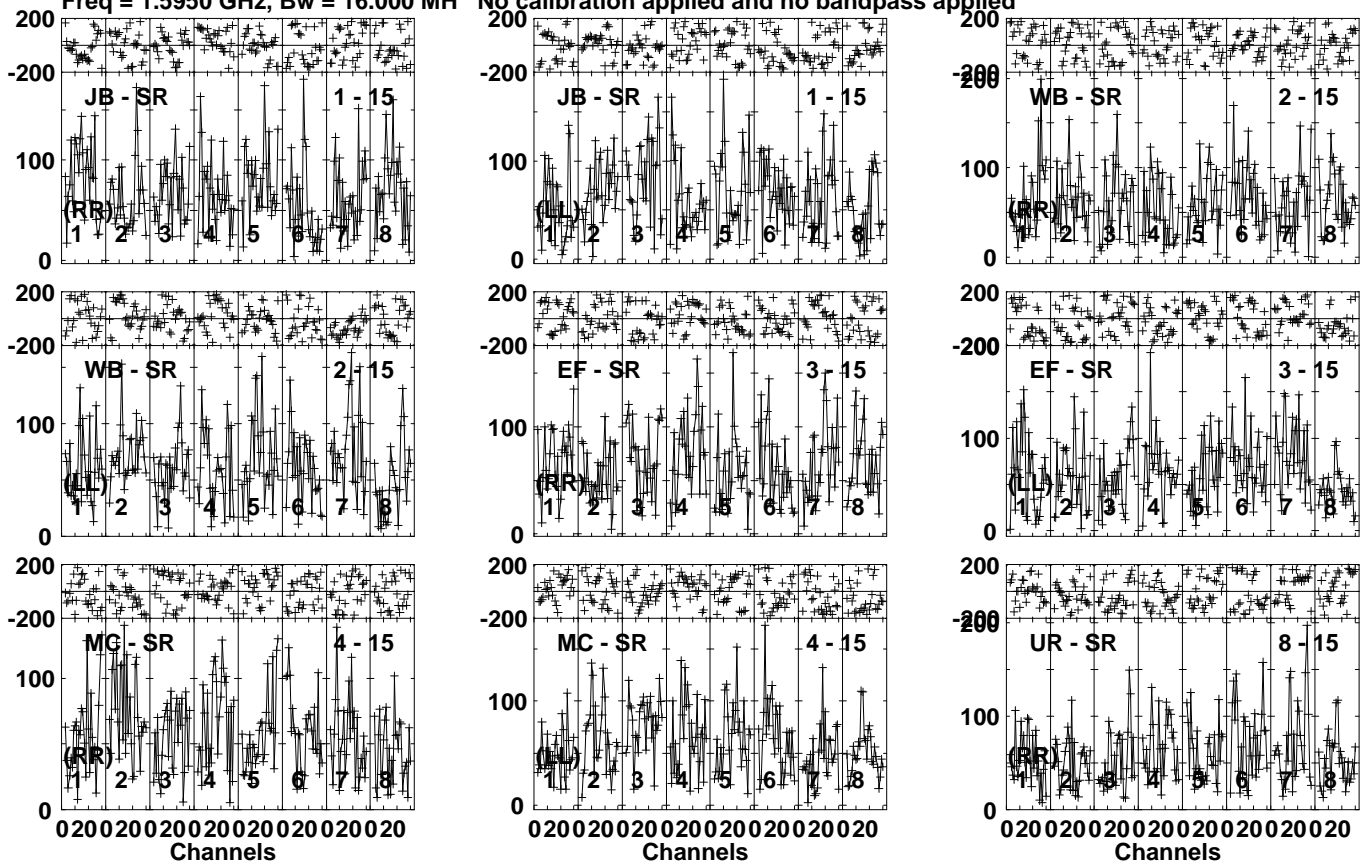 Freq = 1.5950 GHz, Bw = 16.000 MH No calibration applied and no bandpass applied
200 200 200
-200 -200 -200
200
JB - SR 1 - 15 JB - SR 1 - 15 WB - SR 2 - 15
100 100 100
(RR) (LL) (RR)
1 2 3 4 5 6 7 8 1 2 3 4 5 6 7 8 1 2 3 4 5 6 7 8
0 0 0
200 200 200
-200 -200 -200
WB - SR 2 - 15 EF - SR 3 - 15 EF - SR 3 - 15
100 100 100
(LL) (RR) (LL)
1 2 3 4 5 6 7 8 1 2 3 4 5 6 7 8 1 2 3 4 5 6 7 8
0 0 0
200 200 200
-200 -200 -200
200
MC - SR 4 - 15 MC - SR 4 - 15 UR - SR 8 - 15
100 100 100
(RR) (LL) (RR)
1 2 3 4 5 6 7 8 1 2 3 4 5 6 7 8 1 2 3 4 5 6 7 8
0 0 0
0 20 0 20 0 20 0 20 0 20 0 20 0 20 0 20 0 20 0 20 0 20 0 20 0 20 0 20 0 20 0 20 0 20 0 20 0 20 0 20 0 20 0 20 0 20 0 20
Channels Channels Channels